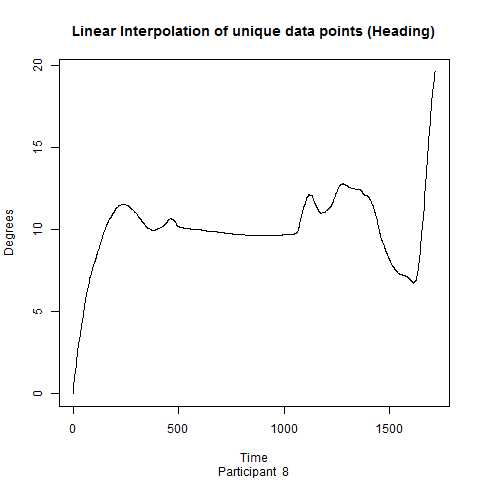 Linear Interpolation of unique data points (Heading)
20
15
10
5
0
Degrees
0 500 1000 1500
Time
Participant 8